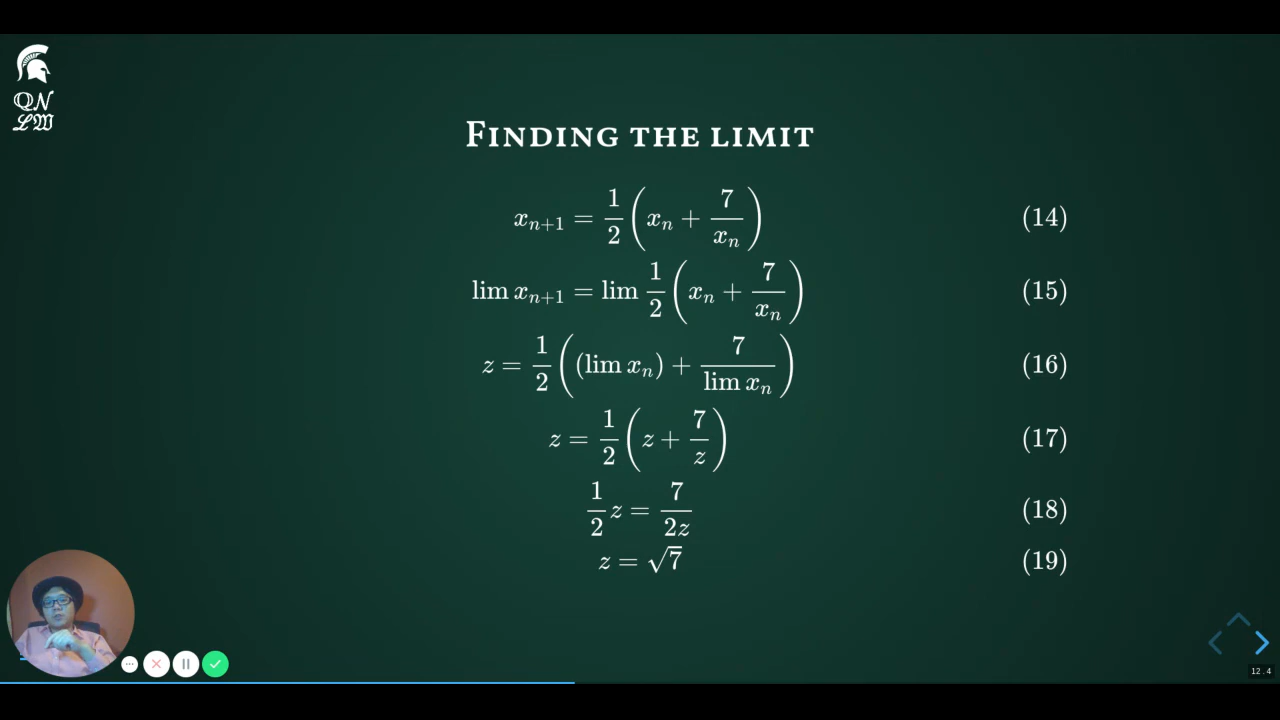 QN
LW
FINDING THE LIMIT
x_{n+1} = \frac{1}{2}\left(x_n + \frac{7}{x_n}\right) (14)
\lim x_{n+1} = \lim \frac{1}{2}\left(x_n + \frac{7}{x_n}\right) (15)
z = \frac{1}{2}\left((\lim x_n) + \frac{7}{\lim x_n}\right) (16)
z = \frac{1}{2}\left(z + \frac{7}{z}\right) (17)
\frac{1}{2}z = \frac{7}{2z} (18)
z = \sqrt{7} (19)
12.4